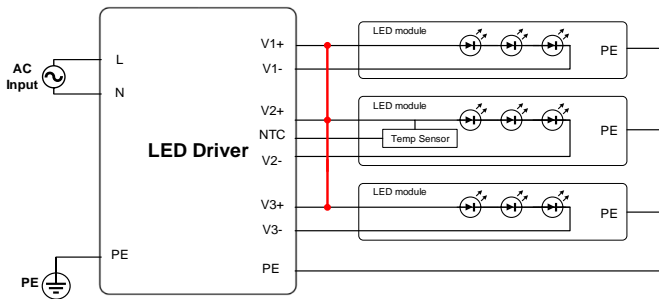 AC
Input
L
N
PE
PE
LED Driver
V1+
V1-
V2+
NTC
V2-
V3+
V3-
PE
LED module
PE
LED module
Temp Sensor
PE
LED module
PE